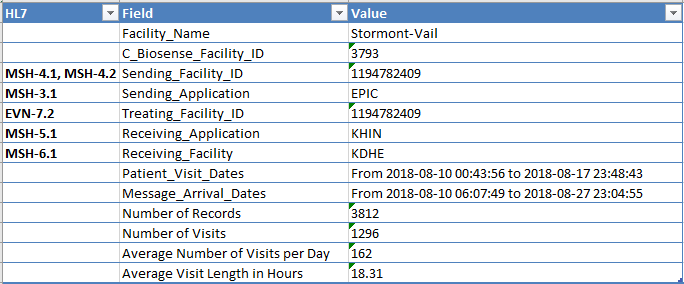 HL7 Field Value
Facility_Name Stormont-Vail
C_Biosense_Facility_ID 3793
MSH-4.1, MSH-4.2 Sending_Facility_ID 1194782409
MSH-3.1 Sending_Application EPIC
EVN-7.2 Treating_Facility_ID 1194782409
MSH-5.1 Receiving_Application KHIN
MSH-6.1 Receiving_Facility KDHE
Patient_Visit_Dates From 2018-08-10 00:43:56 to 2018-08-17 23:48:43
Message_Arrival_Dates From 2018-08-10 06:07:49 to 2018-08-27 23:04:55
Number of Records 3812
Number of Visits 1296
Average Number of Visits per Day 162
Average Visit Length in Hours 18.31